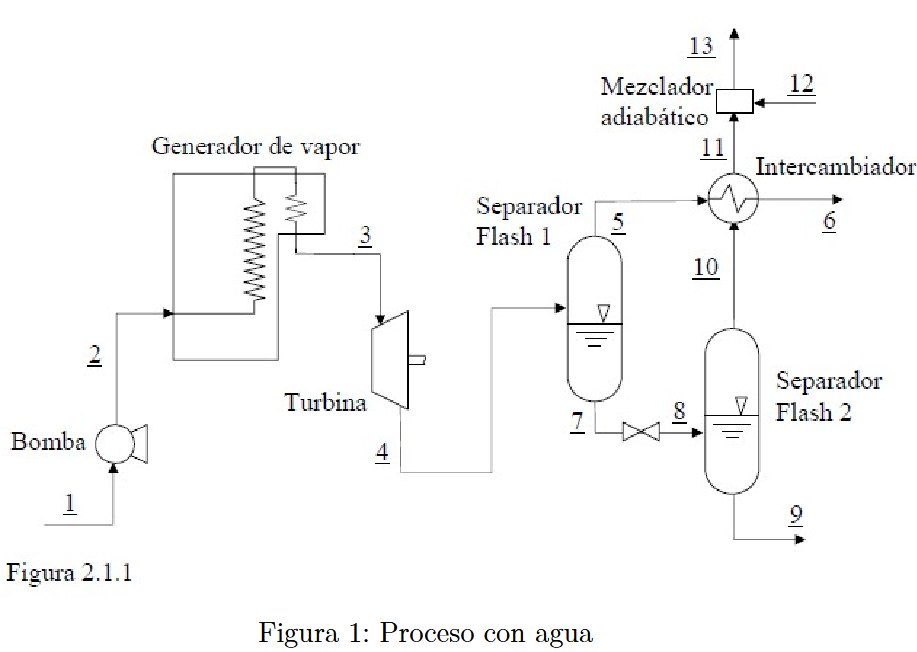 13
Mezclador
adiabático
12
11
Intercambiador
Generador de vapor
Separador
Flash 1
5
6
3
10
2
Turbina
Separador
Flash 2
Bomba
4
7
8
1
9
Figura 2.1.1
Figura 1: Proceso con agua